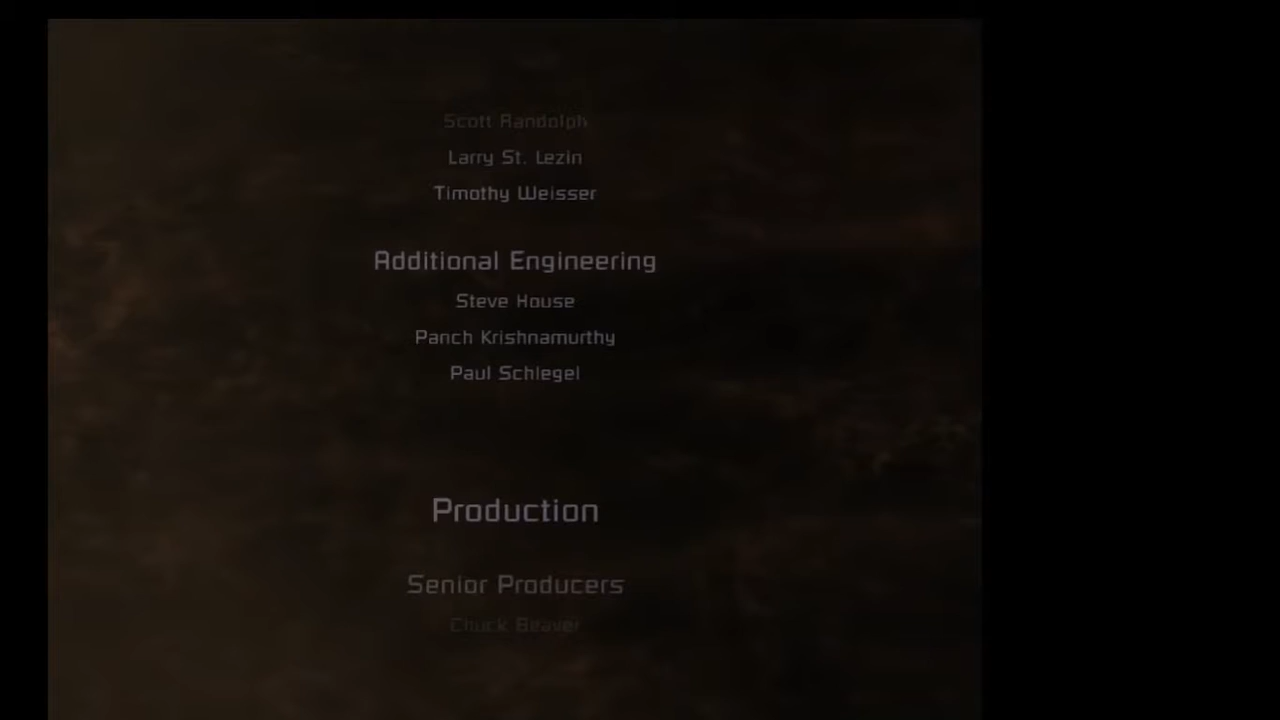 Scott Randolph
Larry St. Lezin
Timothy Weisser
Additional Engineering
Steve House
Panch Krishnamurthy
Paul Schlegel
Production
Senior Producers
Chuck Beaver